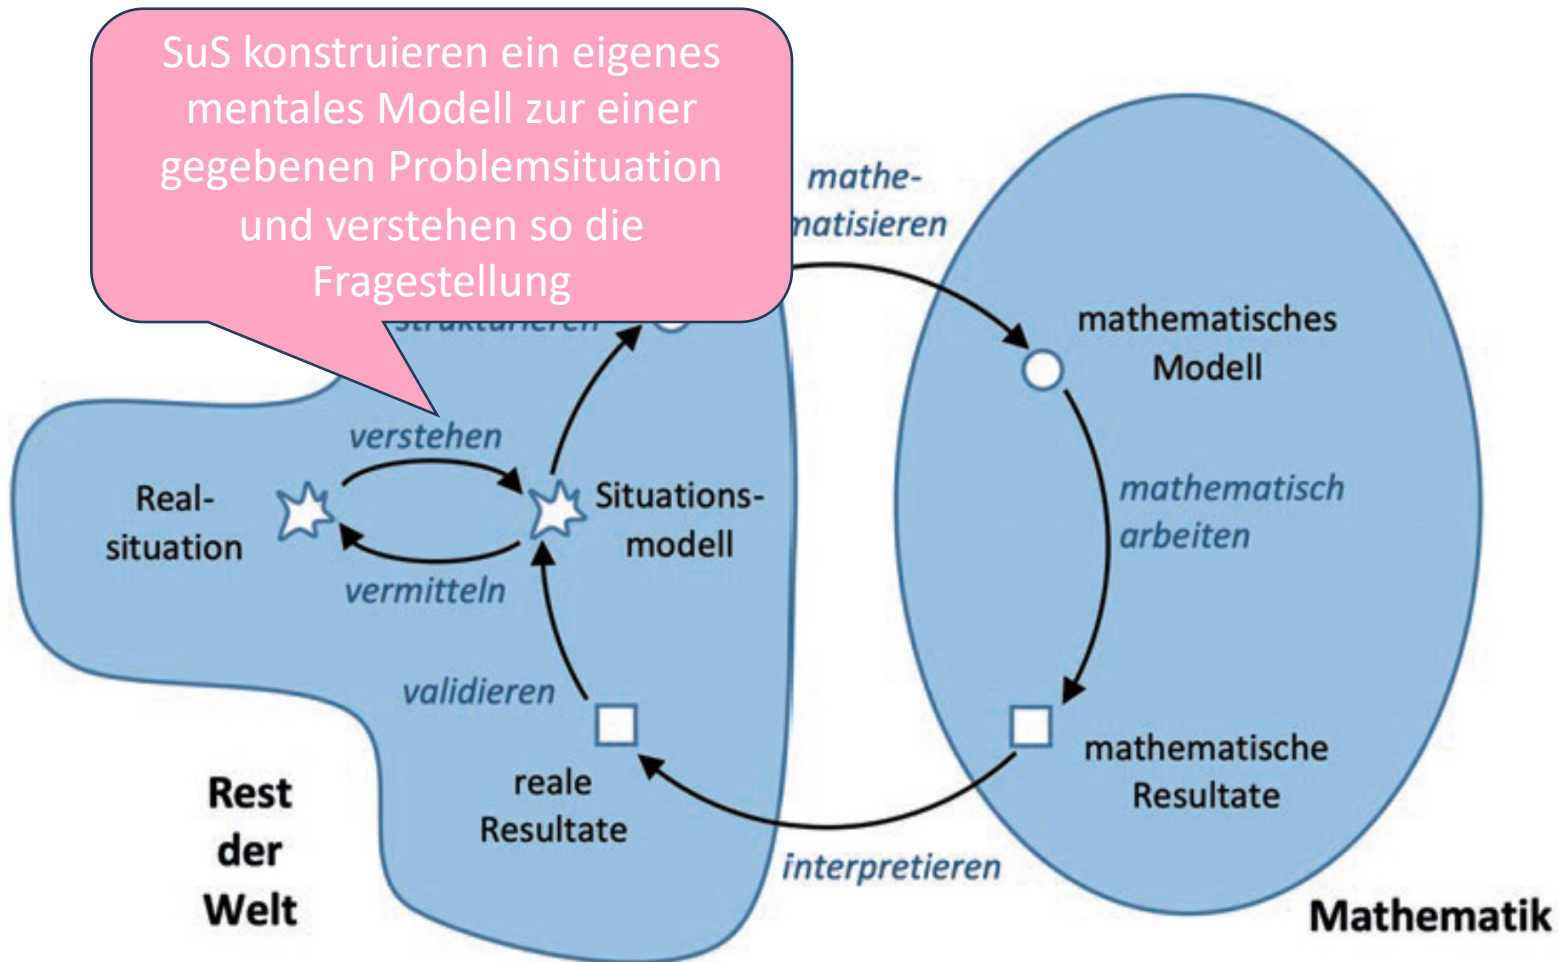 SuS konstruieren ein eigenes
mentales Modell zur einer
gegebenen Problemsituation
und verstehen so die
Fragestellung
mathe-
matisieren
strukturieren
mathematisches
Modell
verstehen
Real-
situation
Situations-
modell
mathematisch
arbeiten
vermitteln
validieren
reale
Resultate
mathematische
Resultate
Rest
der
Welt
interpretieren
Mathematik